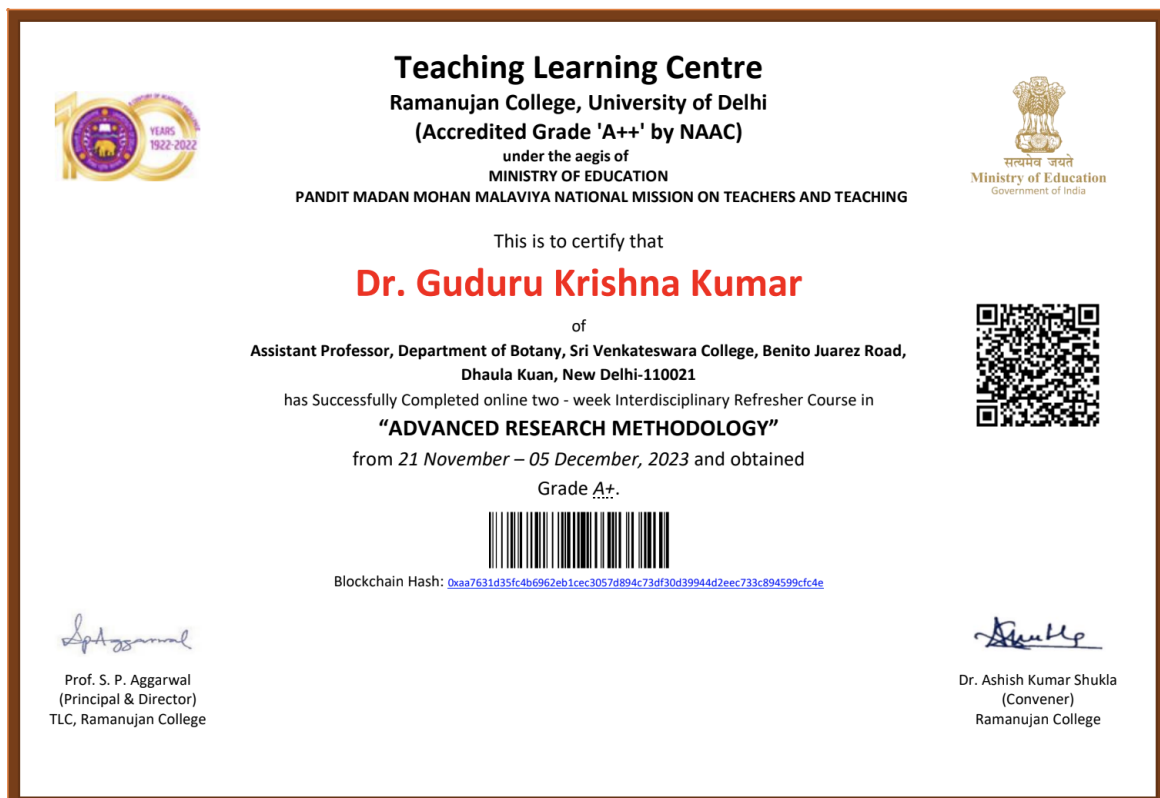 Teaching Learning Centre
Ramanujan College, University of Delhi
(Accredited Grade 'A++' by NAAC)
under the aegis of
MINISTRY OF EDUCATION
PANDIT MADAN MOHAN MALAVIYA NATIONAL MISSION ON TEACHERS AND TEACHING
YEARS
1922-2022
सत्यमेव जयते
Ministry of Education
Government of India
This is to certify that
Dr. Guduru Krishna Kumar
of
Assistant Professor, Department of Botany, Sri Venkateswara College, Benito Juarez Road,
Dhaula Kuan, New Delhi-110021
has Successfully Completed online two - week Interdisciplinary Refresher Course in
“ADVANCED RESEARCH METHODOLOGY”
from 21 November – 05 December, 2023 and obtained
Grade A+.
Blockchain Hash: 0xaa7631d35fc4b6962eb1cec3057d894c73df30d39944d2eec733c894599cfc4e
SpAggarwal
Prof. S. P. Aggarwal
(Principal & Director)
TLC, Ramanujan College
Dr. Ashish Kumar Shukla
(Convener)
Ramanujan College